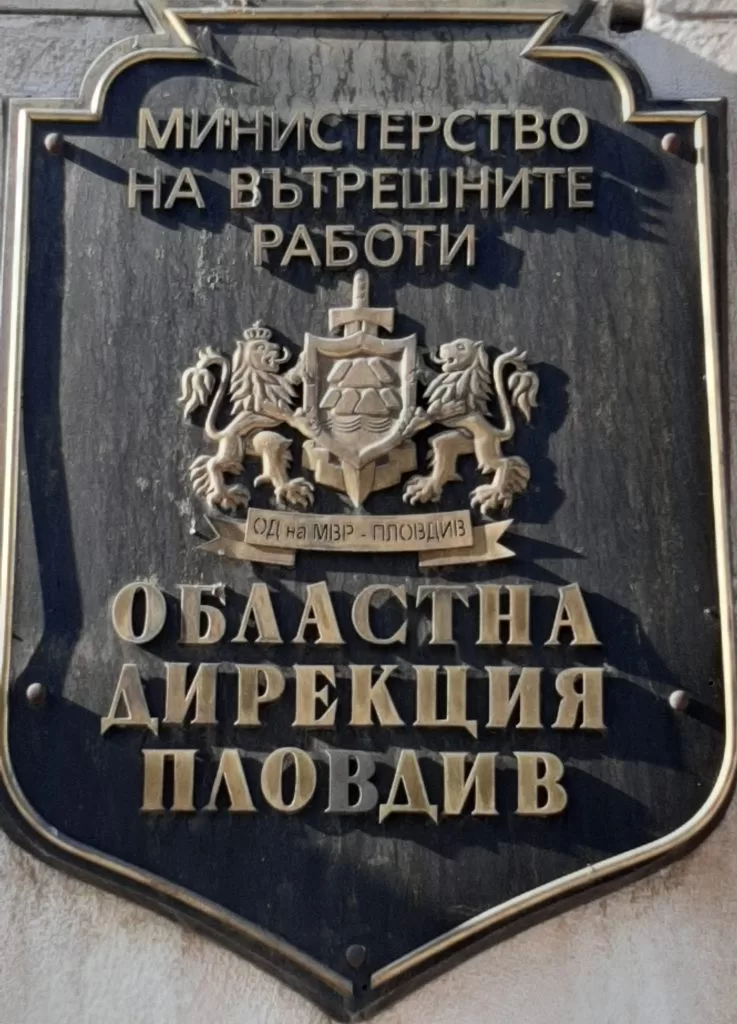 МИНИСТЕРСТВО
НА ВЪТРЕШНИТЕ
РАБОТИ
ОД на МВР - ПЛОВДИВ
ОБЛАСТНА
ДИРЕКЦИЯ
ПЛОВДИВ